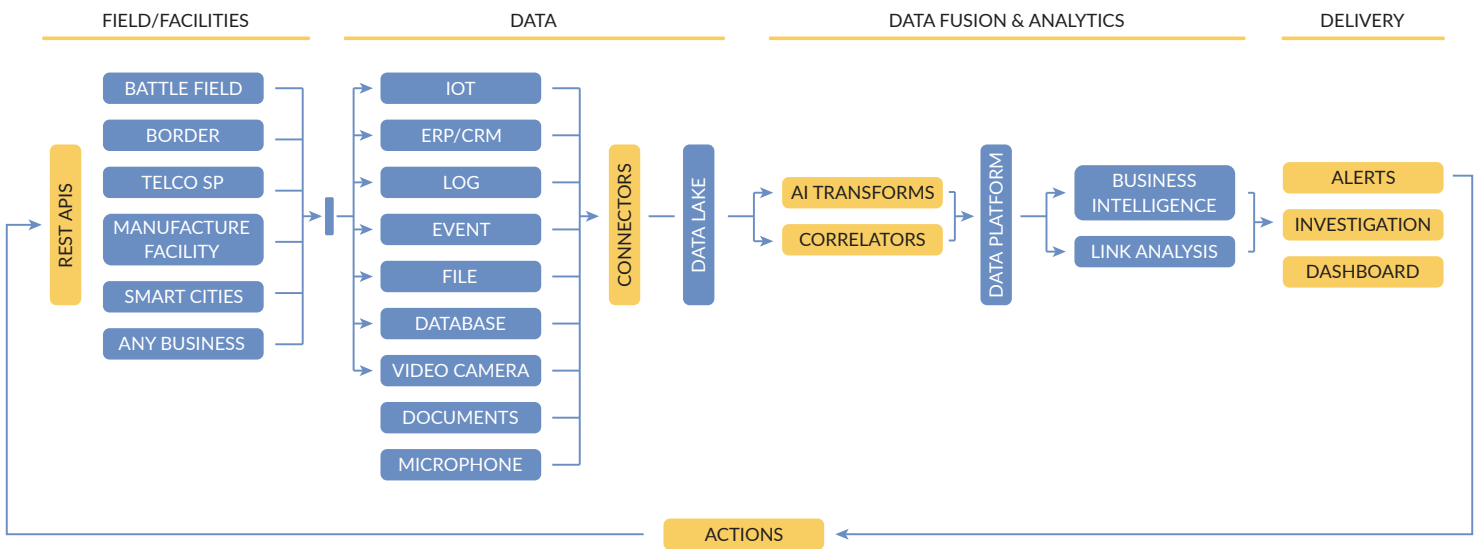 FIELD/FACILITIES
DATA
DATA FUSION & ANALYTICS
DELIVERY
REST APIS
BATTLE FIELD
BORDER
TELCO SP
MANUFACTURE
FACILITY
SMART CITIES
ANY BUSINESS
IOT
ERP/CRM
LOG
EVENT
FILE
DATABASE
VIDEO CAMERA
DOCUMENTS
MICROPHONE
CONNECTORS
DATA LAKE
AI TRANSFORMS
CORRELATORS
DATA PLATFORM
BUSINESS
INTELLIGENCE
LINK ANALYSIS
ALERTS
INVESTIGATION
DASHBOARD
ACTIONS